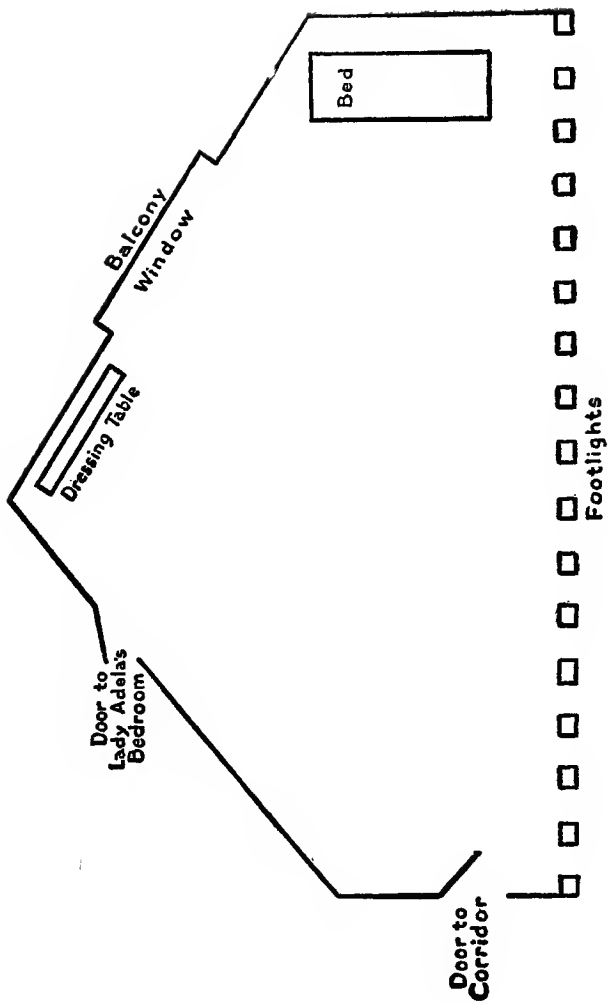 Bed
Balcony
Window
Dressing Table
Door to
Lady Adela's
Bedroom
Door to
Corridor
Footlights